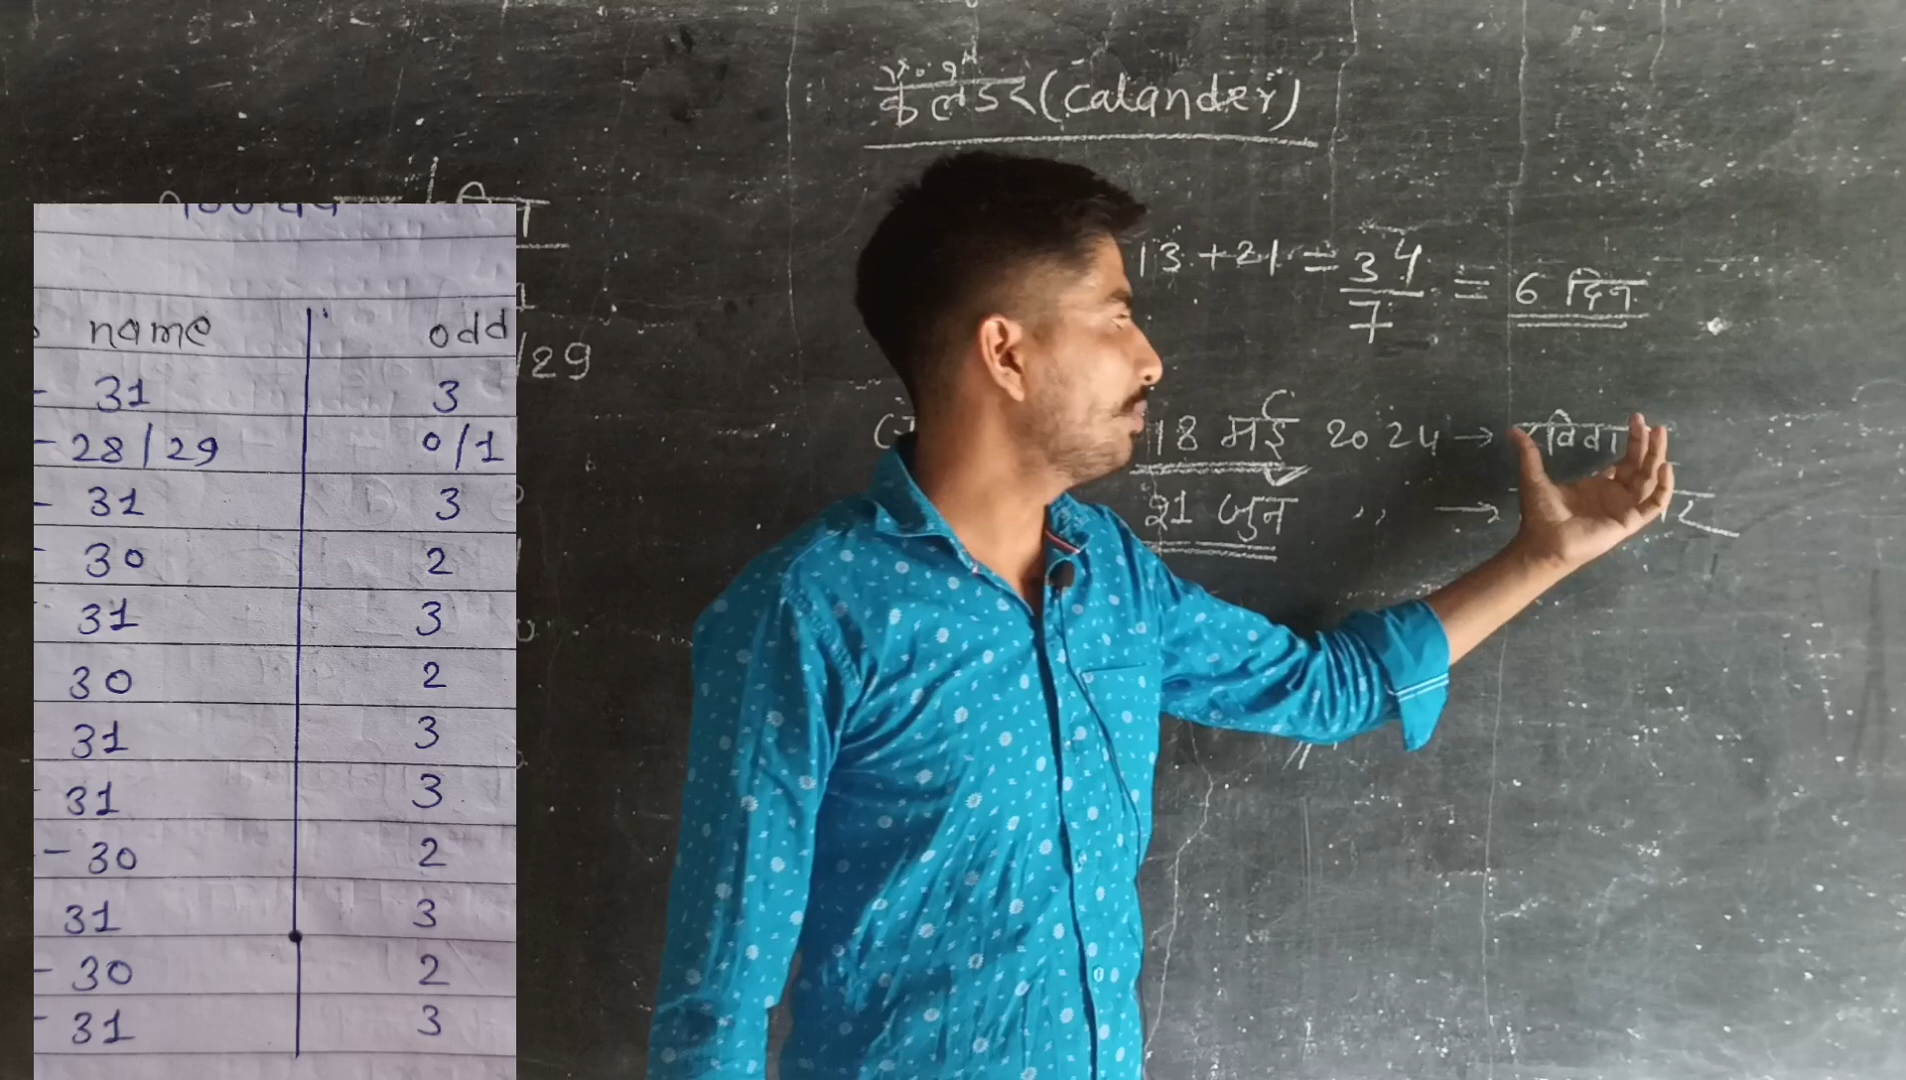 कैलेंडर (Calander)
13 + 21 = 34/7 = 6 दिन
/29
18 मई 2024 →
21 जून ,, →
name odd
- 31 3
- 28/29 0/1
- 31 3
- 30 2
31 3
30 2
31 3
31 3
- 30 2
31 3
- 30 2
- 31 3